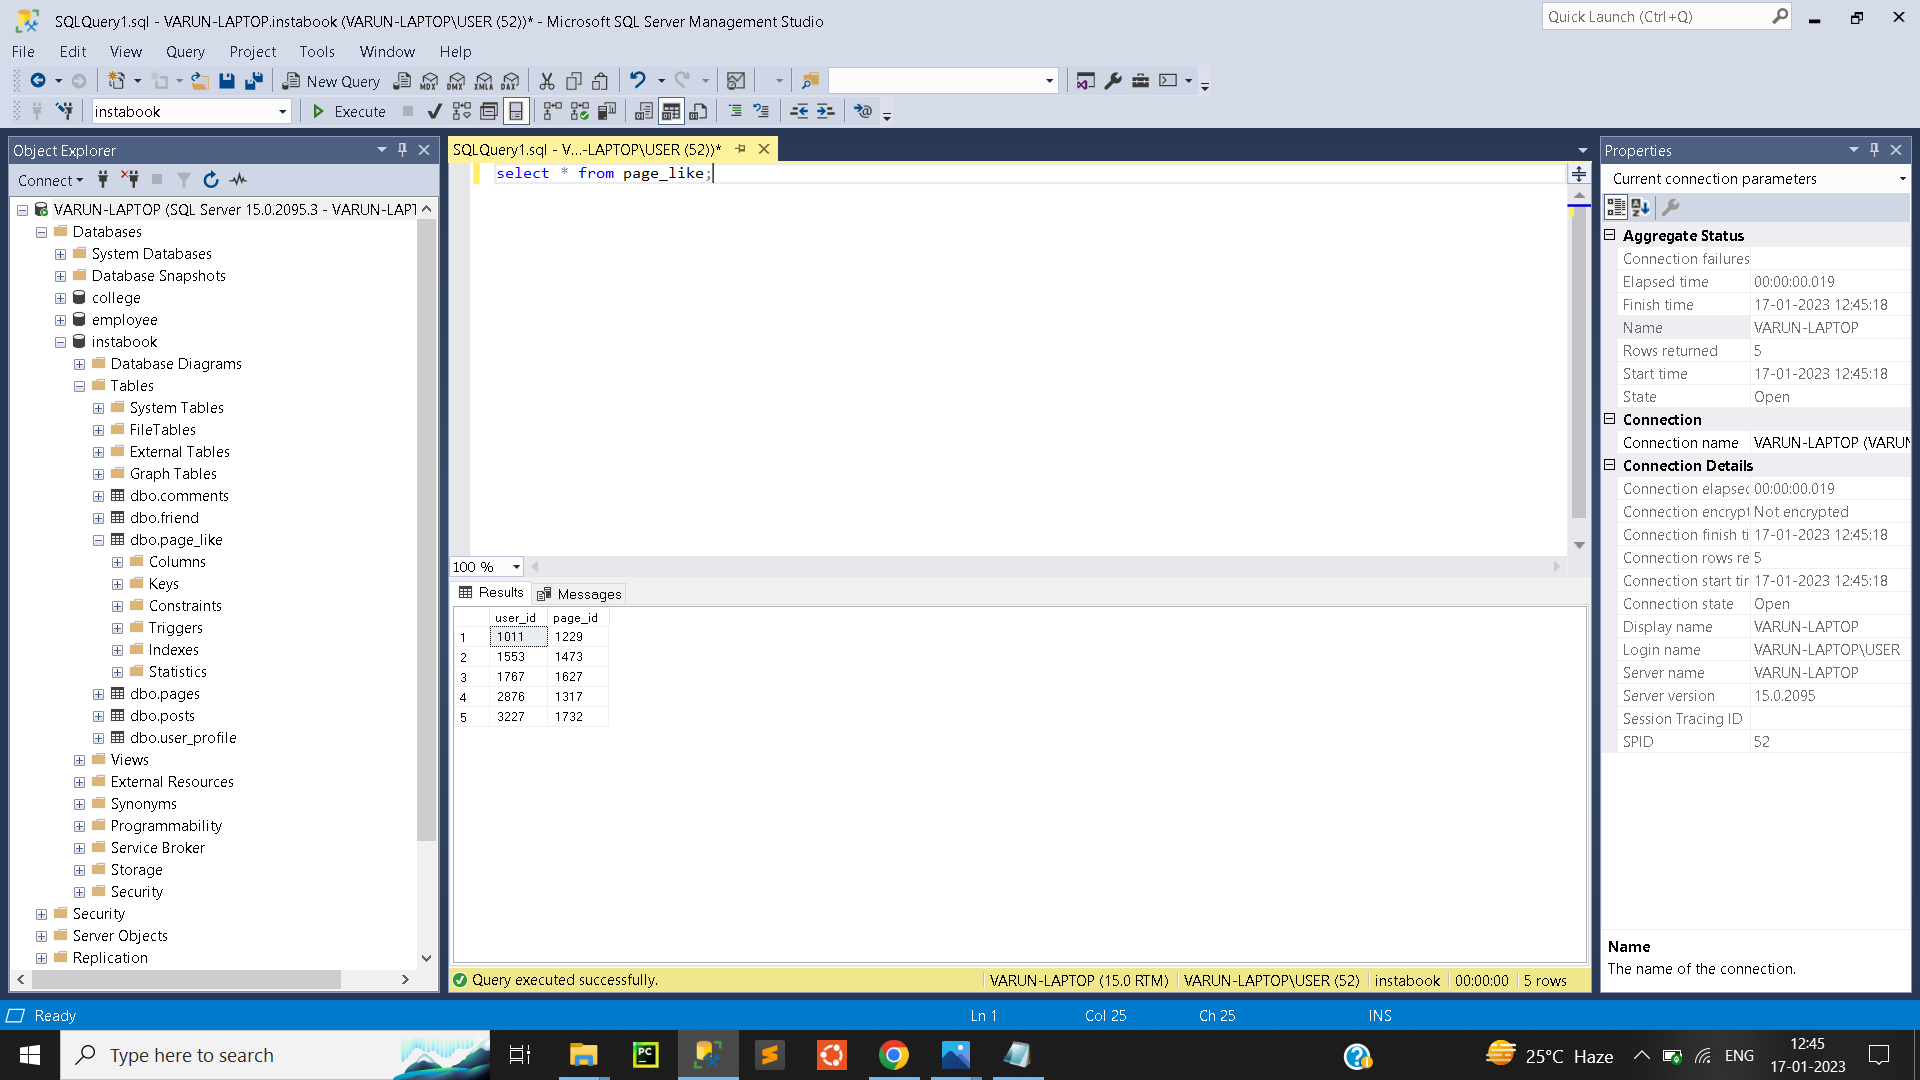 SQLQuery1.sql - VARUN-LAPTOP.instabook (VARUN-LAPTOP\USER (52))* - Microsoft SQL Server Management Studio
Quick Launch (Ctrl+Q)
File Edit View Query Project Tools Window Help
New Query
MDX DMX XMLA DAX
instabook
Execute
Object Explorer
Connect
VARUN-LAPTOP (SQL Server 15.0.2095.3 - VARUN-LAPT
Databases
System Databases
Database Snapshots
college
employee
instabook
Database Diagrams
Tables
System Tables
FileTables
External Tables
Graph Tables
dbo.comments
dbo.friend
dbo.page_like
Columns
Keys
Constraints
Triggers
Indexes
Statistics
dbo.pages
dbo.posts
dbo.user_profile
Views
External Resources
Synonyms
Programmability
Service Broker
Storage
Security
Security
Server Objects
Replication
SQLQuery1.sql - V...-LAPTOP\USER (52))*
select * from page_like;
100 %
Results Messages
user_id page_id
1 1011 1229
2 1553 1473
3 1767 1627
4 2876 1317
5 3227 1732
Query executed successfully.
VARUN-LAPTOP (15.0 RTM) VARUN-LAPTOP\USER (52) instabook 00:00:00 5 rows
Properties
Current connection parameters
Aggregate Status
Connection failures
Elapsed time 00:00:00.019
Finish time 17-01-2023 12:45:18
Name VARUN-LAPTOP
Rows returned 5
Start time 17-01-2023 12:45:18
State Open
Connection
Connection name VARUN-LAPTOP (VARUN
Connection Details
Connection elapsec 00:00:00.019
Connection encrypt Not encrypted
Connection finish ti 17-01-2023 12:45:18
Connection rows re 5
Connection start tir 17-01-2023 12:45:18
Connection state Open
Display name VARUN-LAPTOP
Login name VARUN-LAPTOP\USER
Server name VARUN-LAPTOP
Server version 15.0.2095
Session Tracing ID
SPID 52
Name
The name of the connection.
Ready
Ln 1 Col 25 Ch 25 INS
Type here to search
PC
25°C Haze
ENG
12:45
17-01-2023